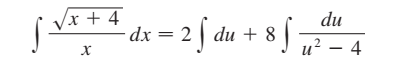 ∫ √(x + 4) / x dx = 2 ∫ du + 8 ∫ du / (u² − 4)